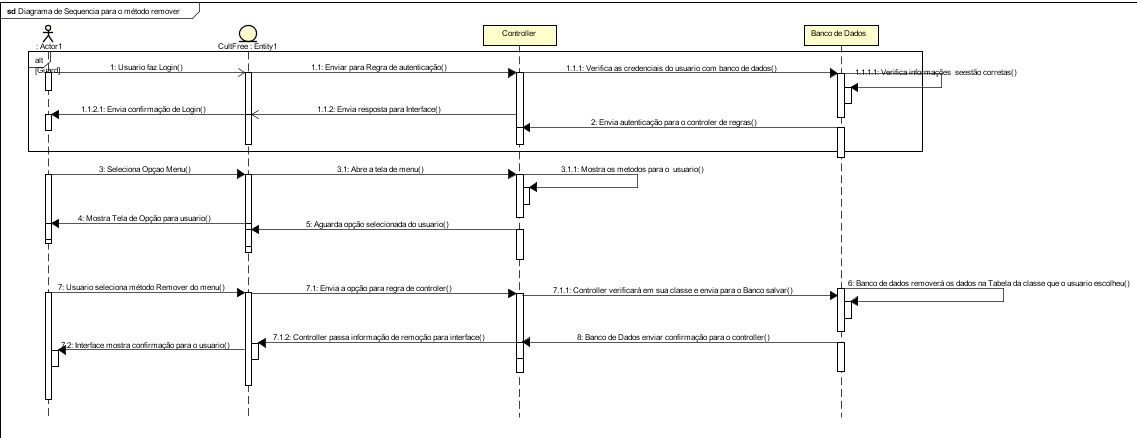 sd Diagrama de Sequencia para o método remover
: Actor1
CultFree : Entity1
Controller
Banco de Dados
alt
[Guard]
1: Usuario faz Login()
1.1: Enviar para Regra de autenticação()
1.1.1: Verifica as credenciais do usuario com banco de dados()
1.1.1.1: Verifica informações seestão corretas()
1.1.2.1: Envia confirmação de Login()
1.1.2: Envia resposta para Interface()
2: Envia autenticação para o controler de regras()
3: Seleciona Opçao Menu()
3.1: Abre a tela de menu()
3.1.1: Mostra os metodos para o usuario()
4: Mostra Tela de Opção para usuario()
5: Aguarda opção selecionada do usuario()
7: Usuario seleciona método Remover do menu()
7.1: Envia a opção para regra de controler()
7.1.1: Controller verificará em sua classe e envia para o Banco salvar()
6: Banco de dados removerá os dados na Tabela da classe que o usuario escolheu()
7.2: Interface mostra confirmação para o usuario()
7.1.2: Controller passa informação de remoção para interface()
8: Banco de Dados enviar confirmação para o controller()